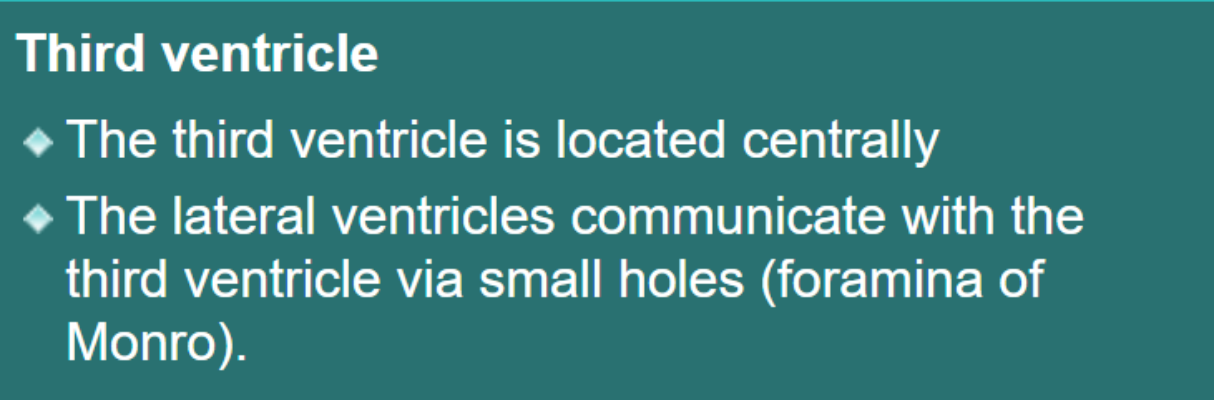 Third ventricle
The third ventricle is located centrally
The lateral ventricles communicate with the
third ventricle via small holes (foramina of
Monro).